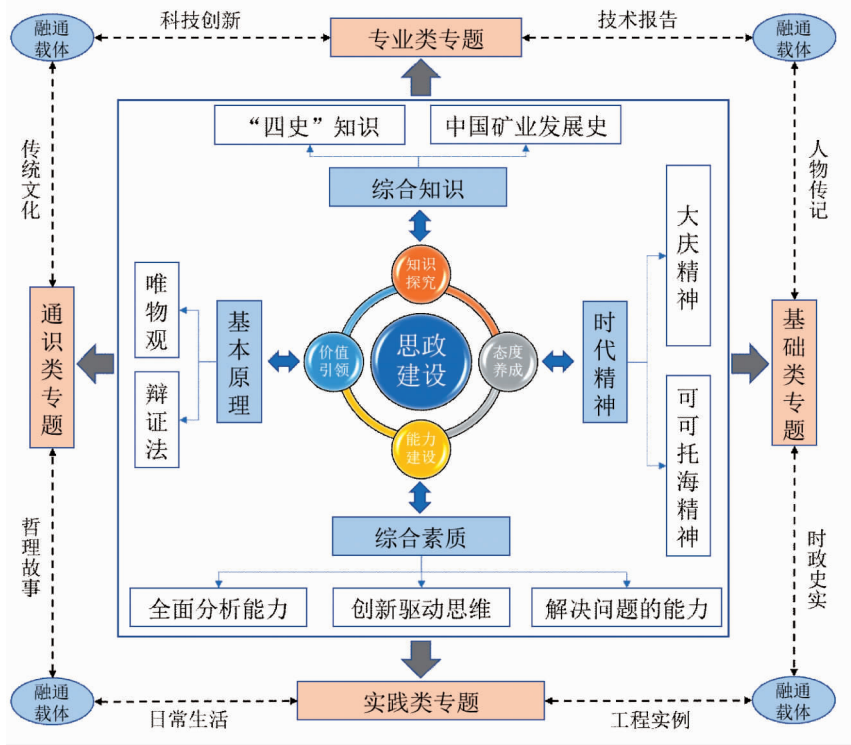 融通
载体
科技创新
专业类专题
技术报告
融通
载体
“四史”知识
中国矿业发展史
传统文化
人物传记
综合知识
大庆精神
知识
探究
唯物观
通识类专题
基本原理
价值
引领
思政
建设
态度
养成
时代精神
基础类专题
辩证法
可可托海精神
能力
建设
哲理故事
时政史实
综合素质
全面分析能力
创新驱动思维
解决问题的能力
融通
载体
日常生活
实践类专题
工程实例
融通
载体